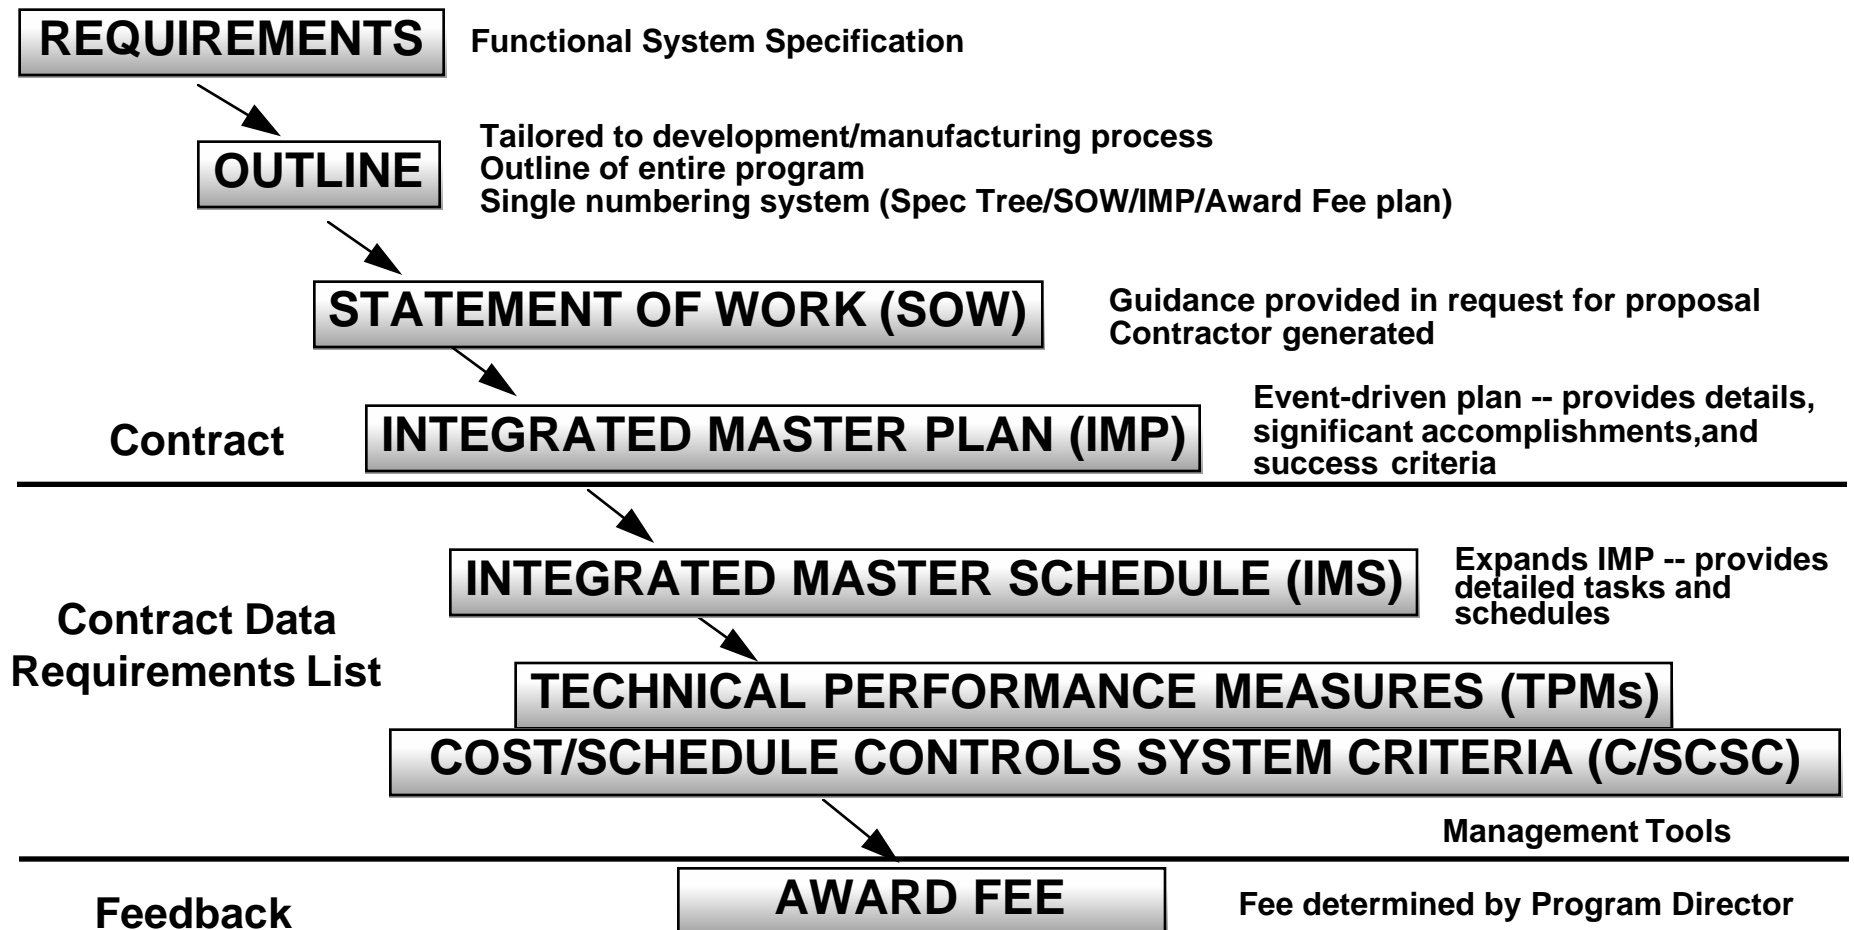 REQUIREMENTS
Functional System Specification
OUTLINE
Tailored to development/manufacturing process
Outline of entire program
Single numbering system (Spec Tree/SOW/IMP/Award Fee plan)
STATEMENT OF WORK (SOW)
Guidance provided in request for proposal
Contractor generated
Contract
INTEGRATED MASTER PLAN (IMP)
Event-driven plan -- provides details,
significant accomplishments,and
success criteria
INTEGRATED MASTER SCHEDULE (IMS)
Expands IMP -- provides
detailed tasks and
schedules
Contract Data
Requirements List
TECHNICAL PERFORMANCE MEASURES (TPMs)
COST/SCHEDULE CONTROLS SYSTEM CRITERIA (C/SCSC)
Management Tools
Feedback
AWARD FEE
Fee determined by Program Director